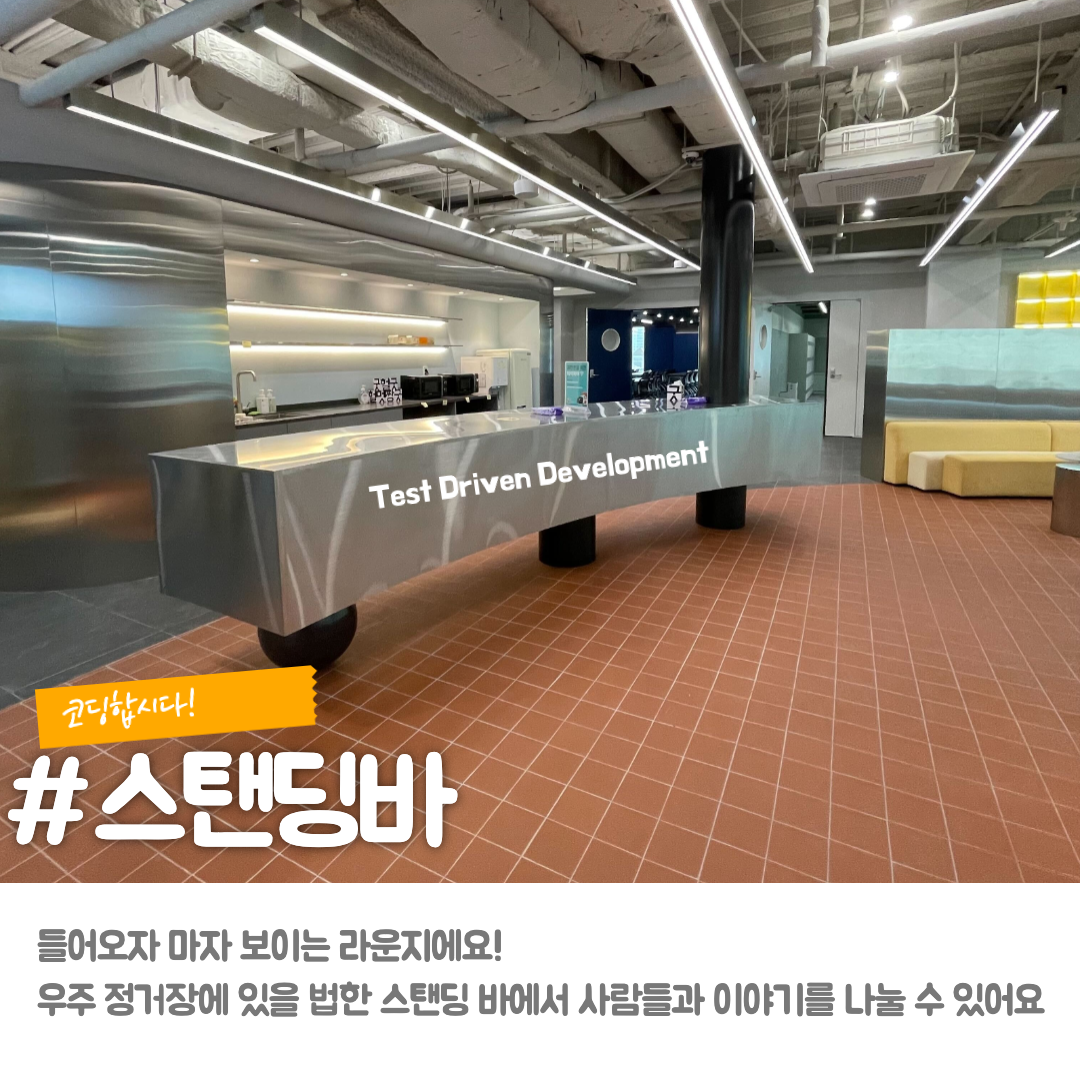 Test Driven Development
코딩합시다!
#스탠딩바
들어오자 마자 보이는 라운지에요!
우주 정거장에 있을 법한 스탠딩 바에서 사람들과 이야기를 나눌 수 있어요